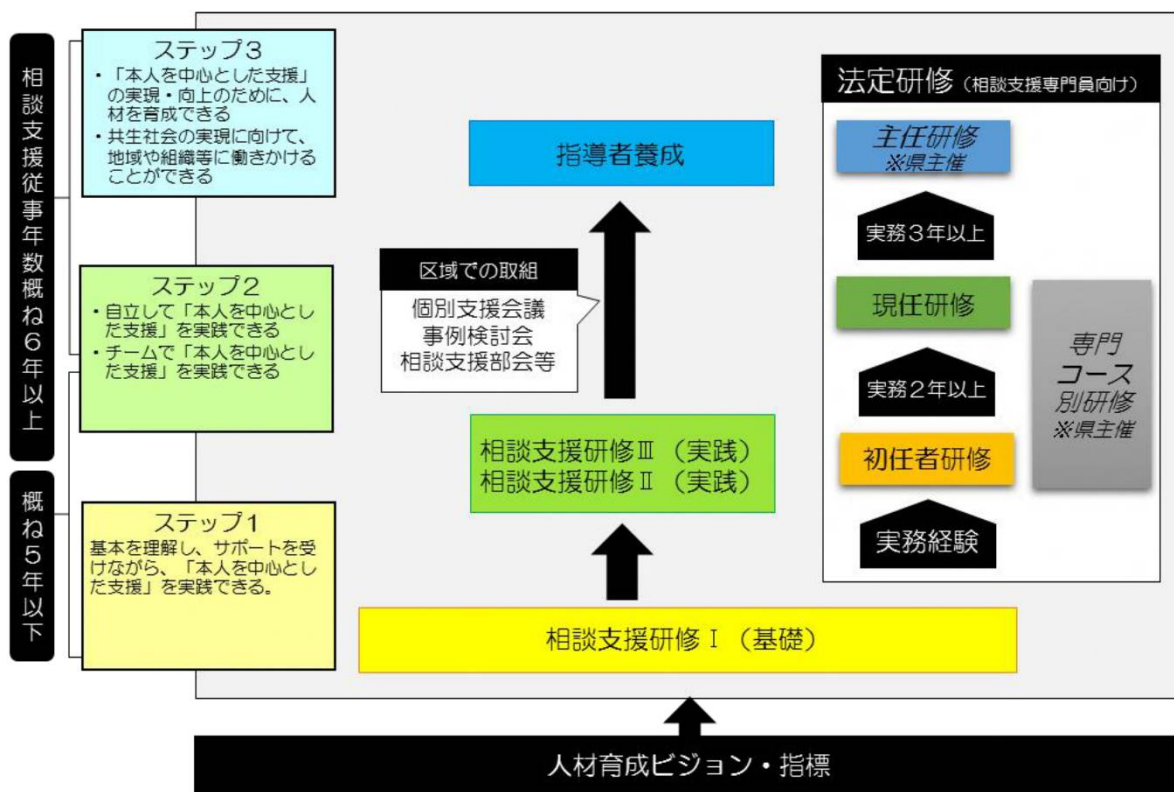 相談支援従事年数概ね6年以上
概ね5年以下
ステップ3
・「本人を中心とした支援」
の実現・向上のために、人
材を育成できる
・共生社会の実現に向けて、
地域や組織等に働きかける
ことができる
ステップ2
・自立して「本人を中心とし
た支援」を実践できる
・チームで「本人を中心とし
た支援」を実践できる
ステップ1
基本を理解し、サポートを受
けながら、「本人を中心とし
た支援」を実践できる。
指導者養成
区域での取組
個別支援会議
事例検討会
相談支援部会等
相談支援研修Ⅲ(実践)
相談支援研修Ⅱ(実践)
相談支援研修Ⅰ(基礎)
法定研修(相談支援専門員向け)
主任研修
※県主催
実務3年以上
現任研修
実務2年以上
初任者研修
実務経験
専門
コース
別研修
※県主催
人材育成ビジョン・指標